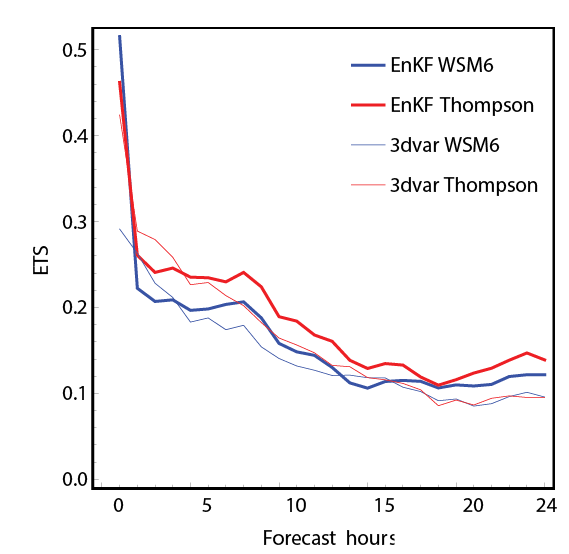 0.5
EnKF WSM6
EnKF Thompson
0.4
3dvar WSM6
3dvar Thompson
0.3
ETS
0.2
0.1
0.0
0 5 10 15 20 24
Forecast hours